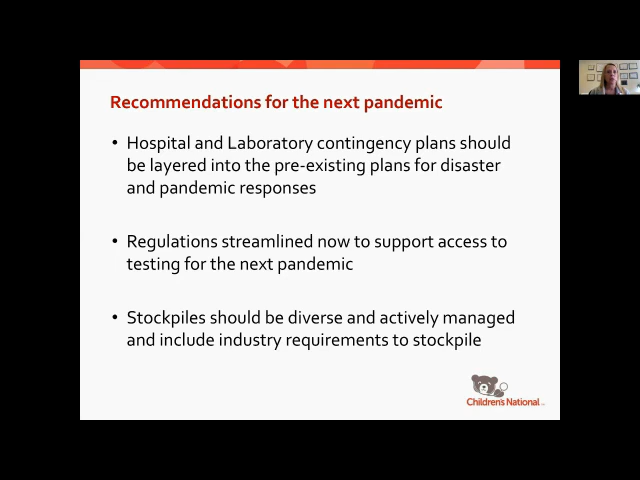 Recommendations for the next pandemic
• Hospital and Laboratory contingency plans should
be layered into the pre-existing plans for disaster
and pandemic responses
• Regulations streamlined now to support access to
testing for the next pandemic
• Stockpiles should be diverse and actively managed
and include industry requirements to stockpile
Children's National